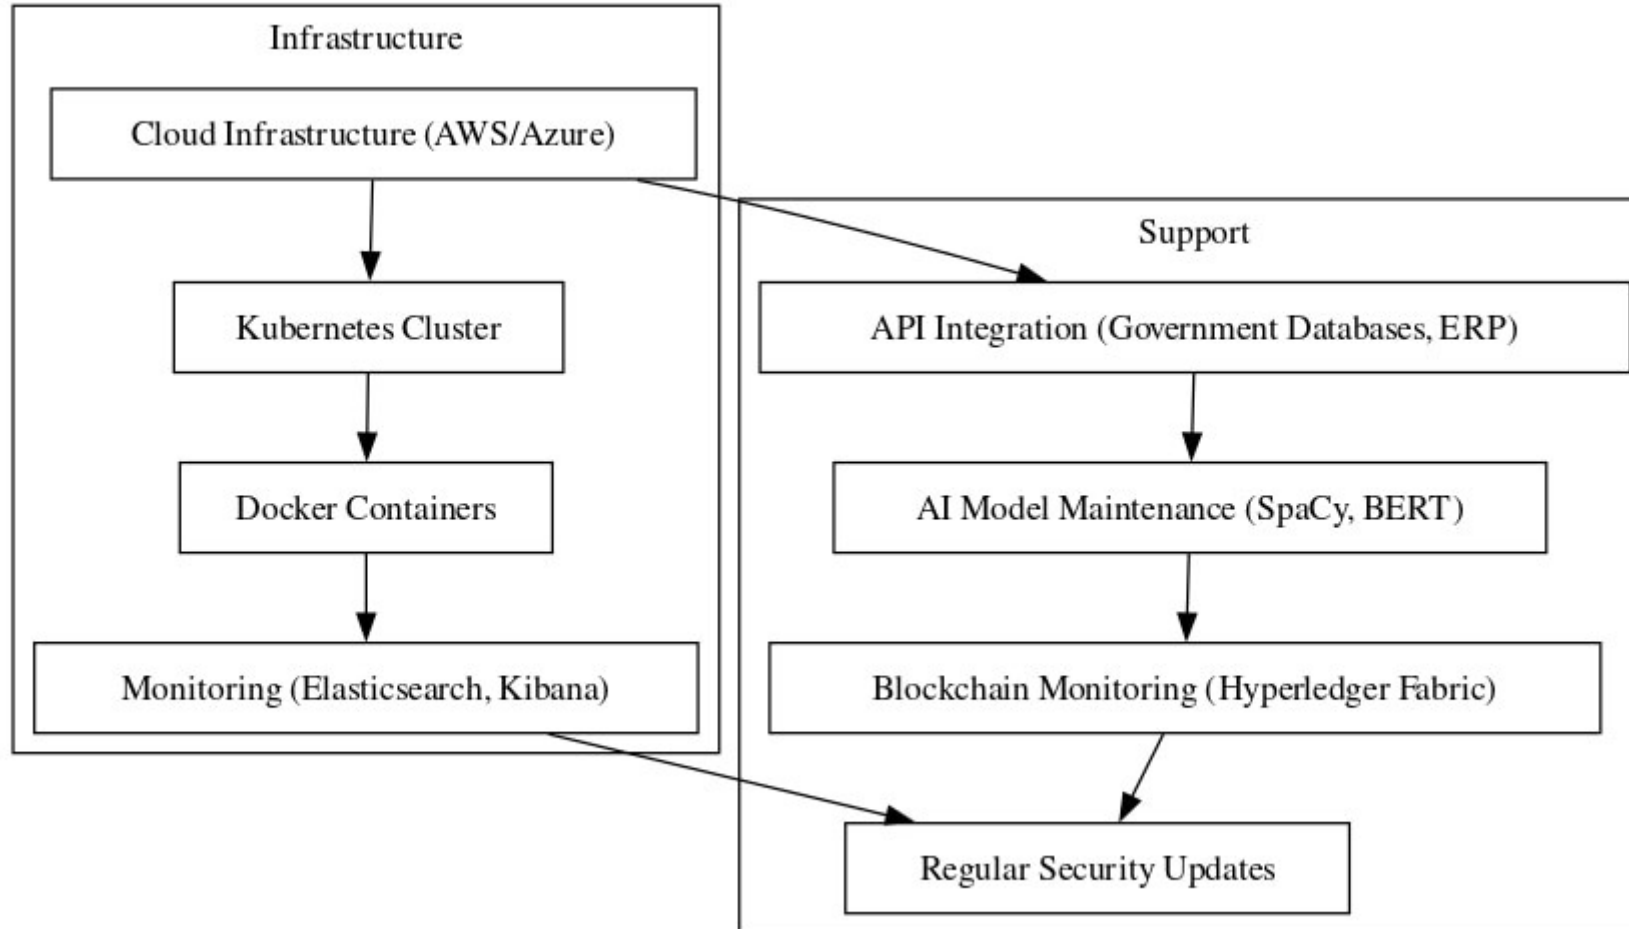 Infrastructure
Cloud Infrastructure (AWS/Azure)
Kubernetes Cluster
Docker Containers
Monitoring (Elasticsearch, Kibana)
Support
API Integration (Government Databases, ERP)
AI Model Maintenance (SpaCy, BERT)
Blockchain Monitoring (Hyperledger Fabric)
Regular Security Updates